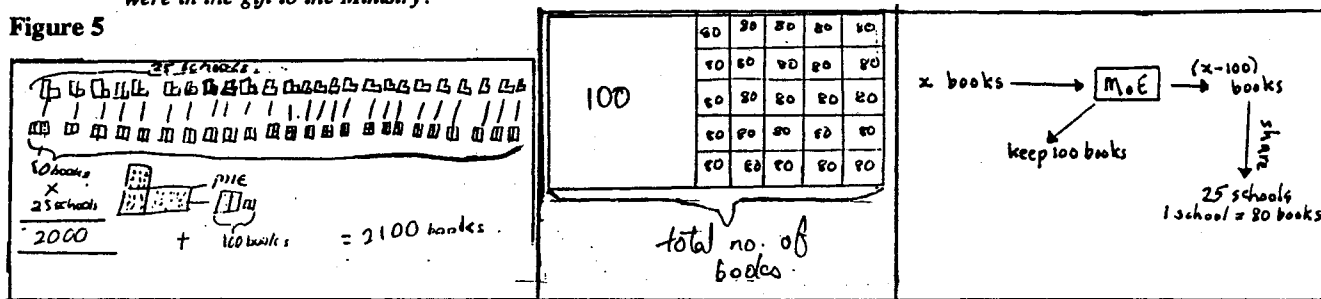 were in the gift to the Ministry?
Figure 5
25 schools.
80 books
x
25 schools
2000
+ 100 books = 2100 books.
100
80 80 80 80 80
80 80 80 80 80
80 80 80 80 80
80 80 80 80 80
80 80 80 80 80
total no. of
books.
x books
M.E
(x-100)
books
keep 100 books
share
25 schools
1 school = 80 books